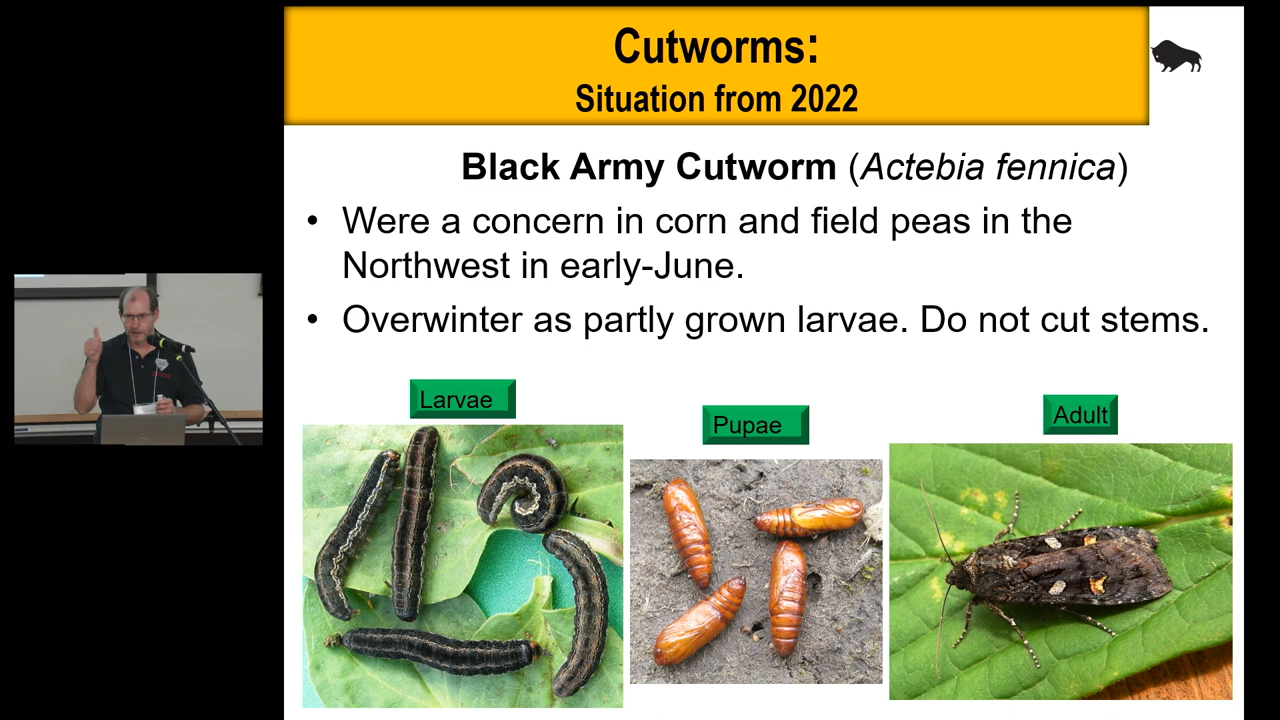 Cutworms:
Situation from 2022
Black Army Cutworm (Actebia fennica)
• Were a concern in corn and field peas in the
Northwest in early-June.
• Overwinter as partly grown larvae. Do not cut stems.
Larvae
Pupae
Adult